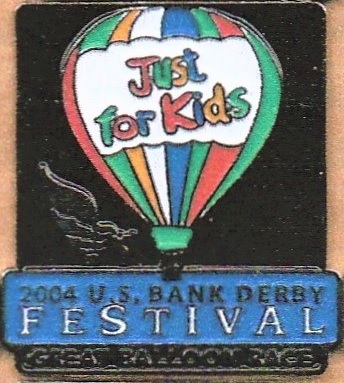 Just
for Kids
2004 U.S. BANK DERBY
FESTIVAL
GREAT BALLOON RACE